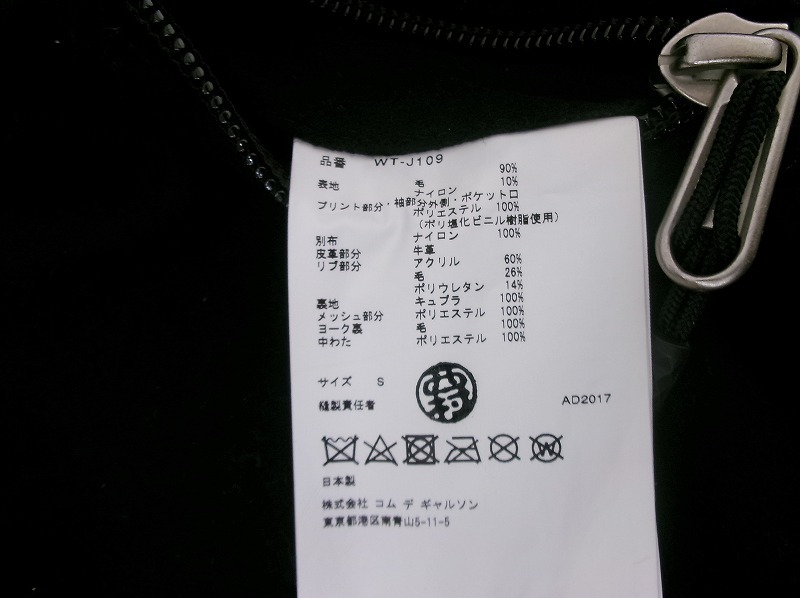 品番 WT-J109
90%
表地 毛 10%
ナイロン
プリント部分・袖部分外側・ポケット口
ポリエステル 100%
(ポリ塩化ビニル樹脂使用)
別布 ナイロン 100%
皮革部分 牛革
リブ部分 アクリル 60%
毛 26%
ポリウレタン 14%
裏地 キュプラ 100%
メッシュ部分 ポリエステル 100%
ヨーク裏 毛 100%
中わた ポリエステル 100%
サイズ S
縫製責任者 AD2017
日本製
株式会社 コム デ ギャルソン
東京都港区南青山5-11-5